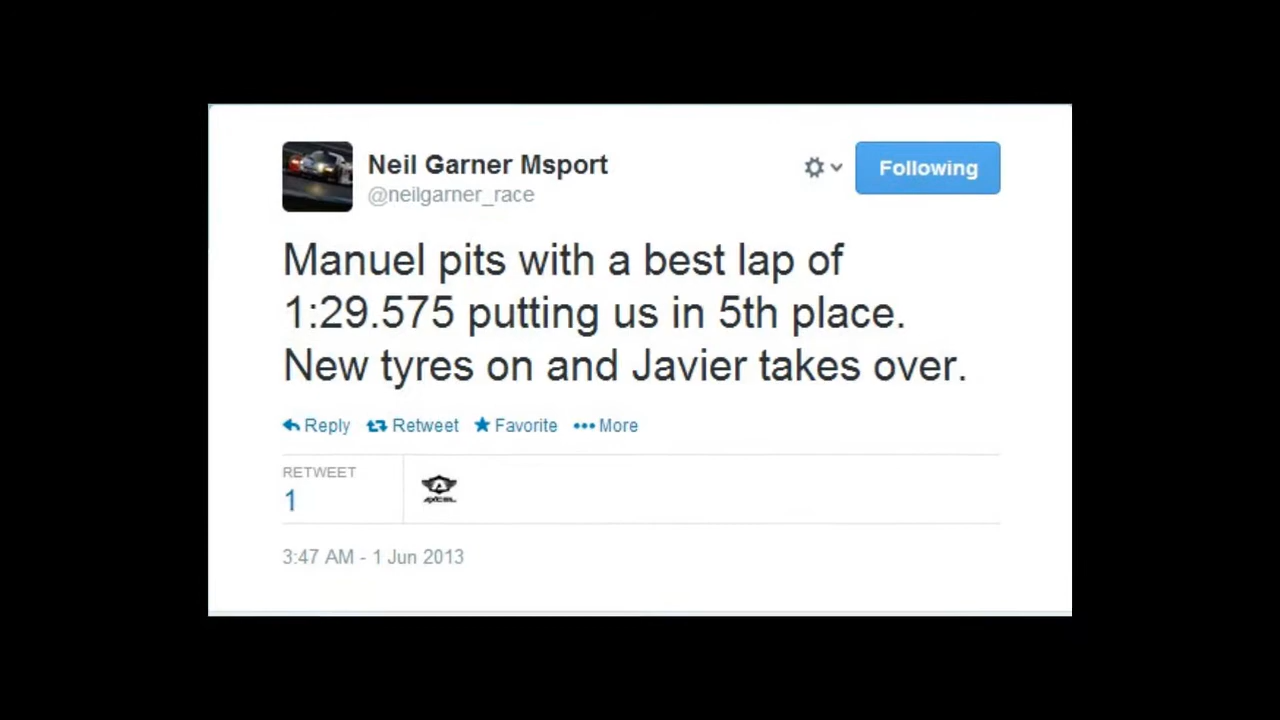 Neil Garner Msport
@neilgarner_race
Following
Manuel pits with a best lap of
1:29.575 putting us in 5th place.
New tyres on and Javier takes over.
Reply Retweet Favorite More
RETWEET
1
AXCEL
3:47 AM - 1 Jun 2013